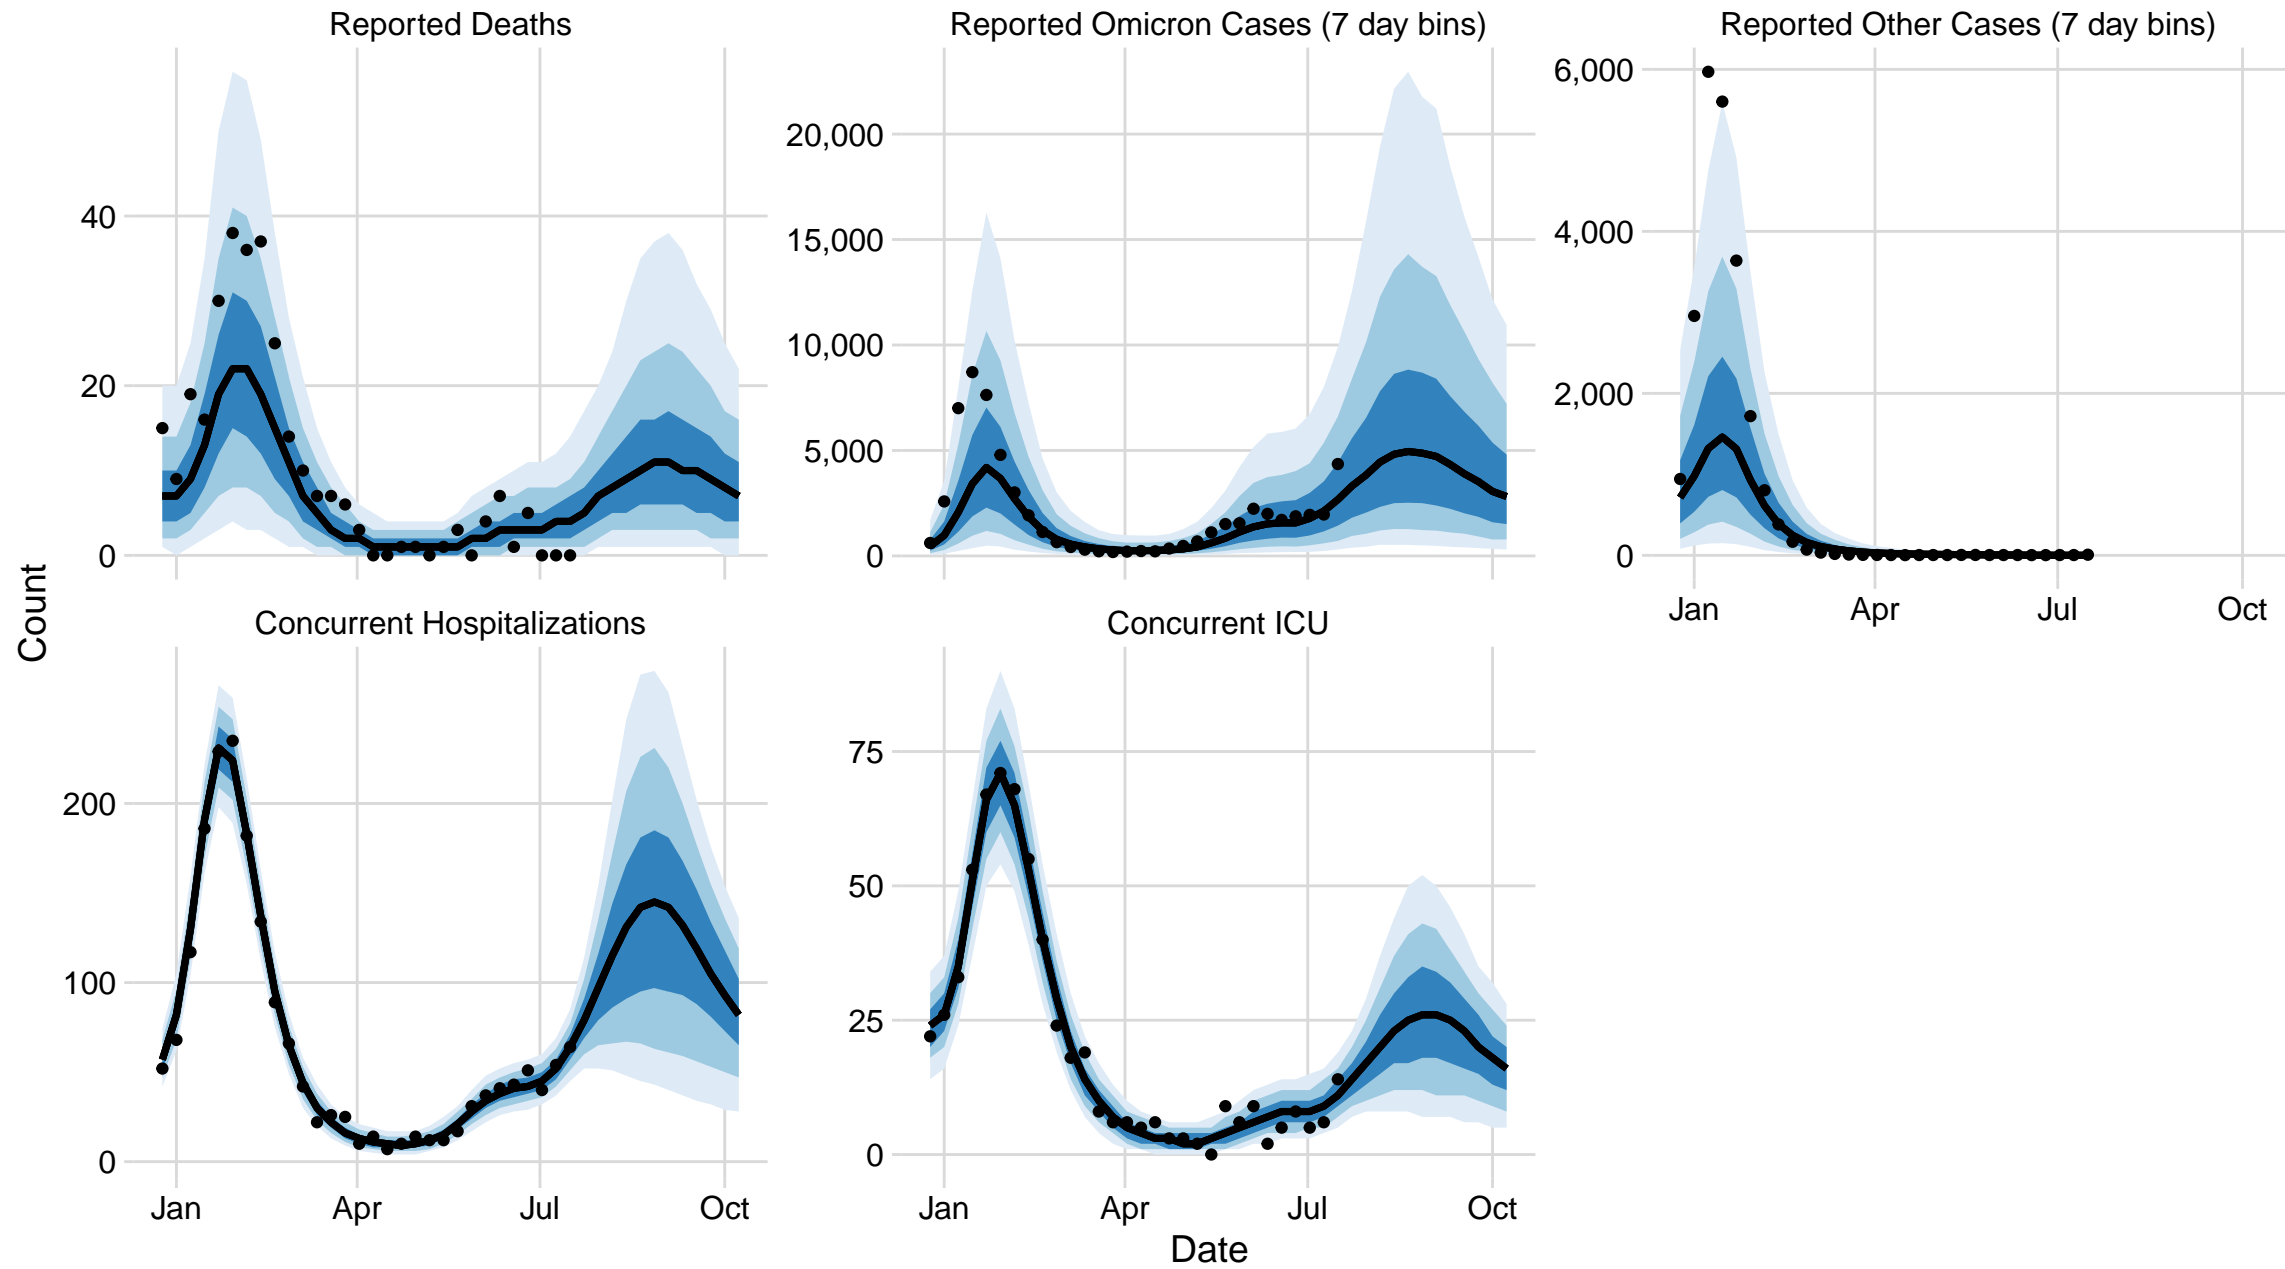 Reported Deaths
Reported Omicron Cases (7 day bins)
Reported Other Cases (7 day bins)
40
20
0
20,000
15,000
10,000
5,000
0
6,000
4,000
2,000
0
Jan Apr Jul Oct
Count
Concurrent Hospitalizations
Concurrent ICU
200
100
0
75
50
25
0
Jan Apr Jul Oct
Jan Apr Jul Oct
Date